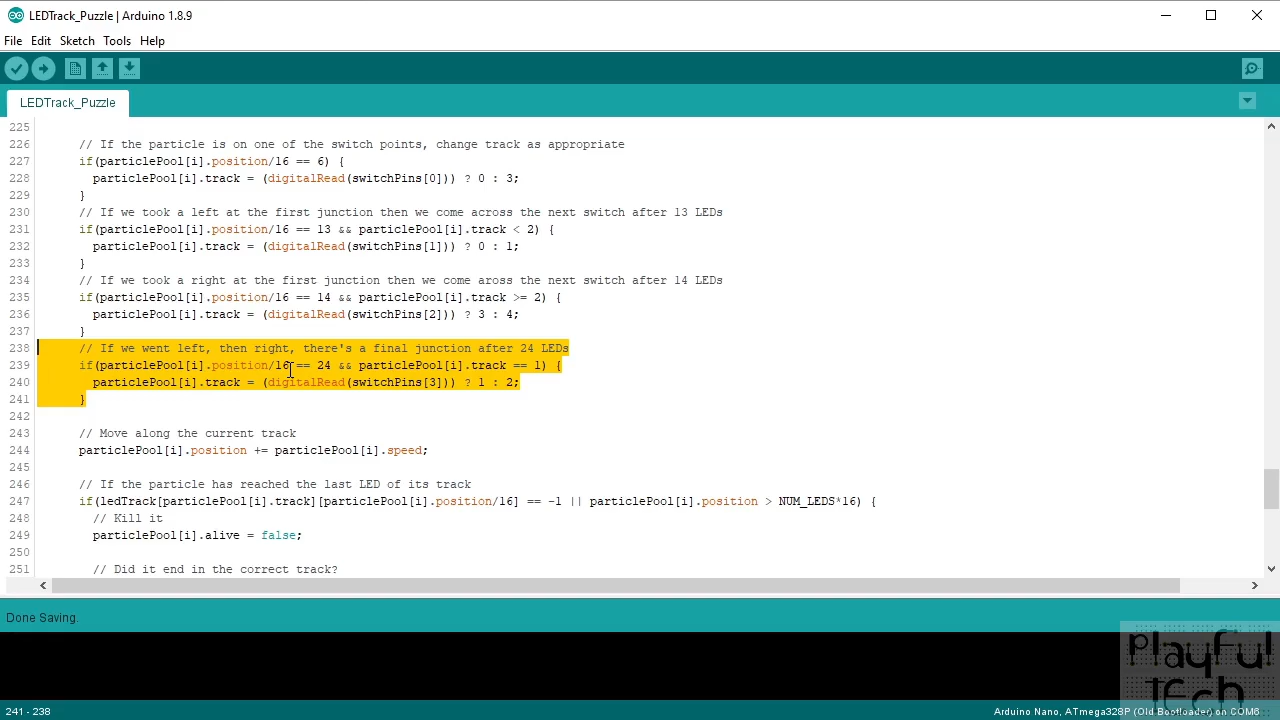 LEDTrack_Puzzle | Arduino 1.8.9
File Edit Sketch Tools Help
LEDTrack_Puzzle
225
226 // If the particle is on one of the switch points, change track as appropriate
227 if(particlePool[i].position/16 == 6) {
228 particlePool[i].track = (digitalRead(switchPins[0])) ? 0 : 3;
229 }
230 // If we took a left at the first junction then we come across the next switch after 13 LEDs
231 if(particlePool[i].position/16 == 13 && particlePool[i].track < 2) {
232 particlePool[i].track = (digitalRead(switchPins[1])) ? 0 : 1;
233 }
234 // If we took a right at the first junction then we come aross the next switch after 14 LEDs
235 if(particlePool[i].position/16 == 14 && particlePool[i].track >= 2) {
236 particlePool[i].track = (digitalRead(switchPins[2])) ? 3 : 4;
237 }
238 // If we went left, then right, there's a final junction after 24 LEDs
239 if(particlePool[i].position/16 == 24 && particlePool[i].track == 1) {
240 particlePool[i].track = (digitalRead(switchPins[3])) ? 1 : 2;
241 }
242
243 // Move along the current track
244 particlePool[i].position += particlePool[i].speed;
245
246 // If the particle has reached the last LED of its track
247 if(ledTrack[particlePool[i].track][particlePool[i].position/16] == -1 || particlePool[i].position > NUM_LEDS*16) {
248 // Kill it
249 particlePool[i].alive = false;
250
251 // Did it end in the correct track?
Done Saving.
Playful
Tech
241 - 238
Arduino Nano, ATmega328P (Old Bootloader) on COM6